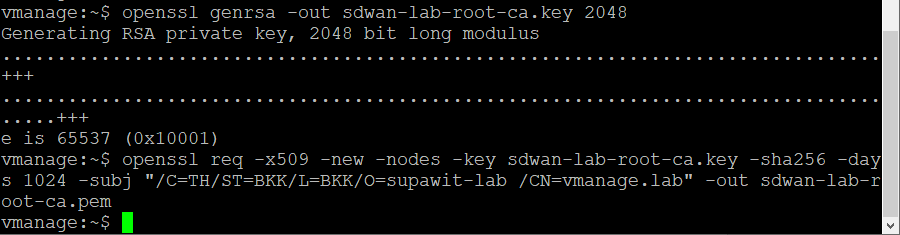 vmanage:~$ openssl genrsa -out sdwan-lab-root-ca.key 2048
Generating RSA private key, 2048 bit long modulus
................................................................................
+++
................................................................................
.....+++
e is 65537 (0x10001)
vmanage:~$ openssl req -x509 -new -nodes -key sdwan-lab-root-ca.key -sha256 -day
s 1024 -subj "/C=TH/ST=BKK/L=BKK/O=supawit-lab /CN=vmanage.lab" -out sdwan-lab-r
oot-ca.pem
vmanage:~$